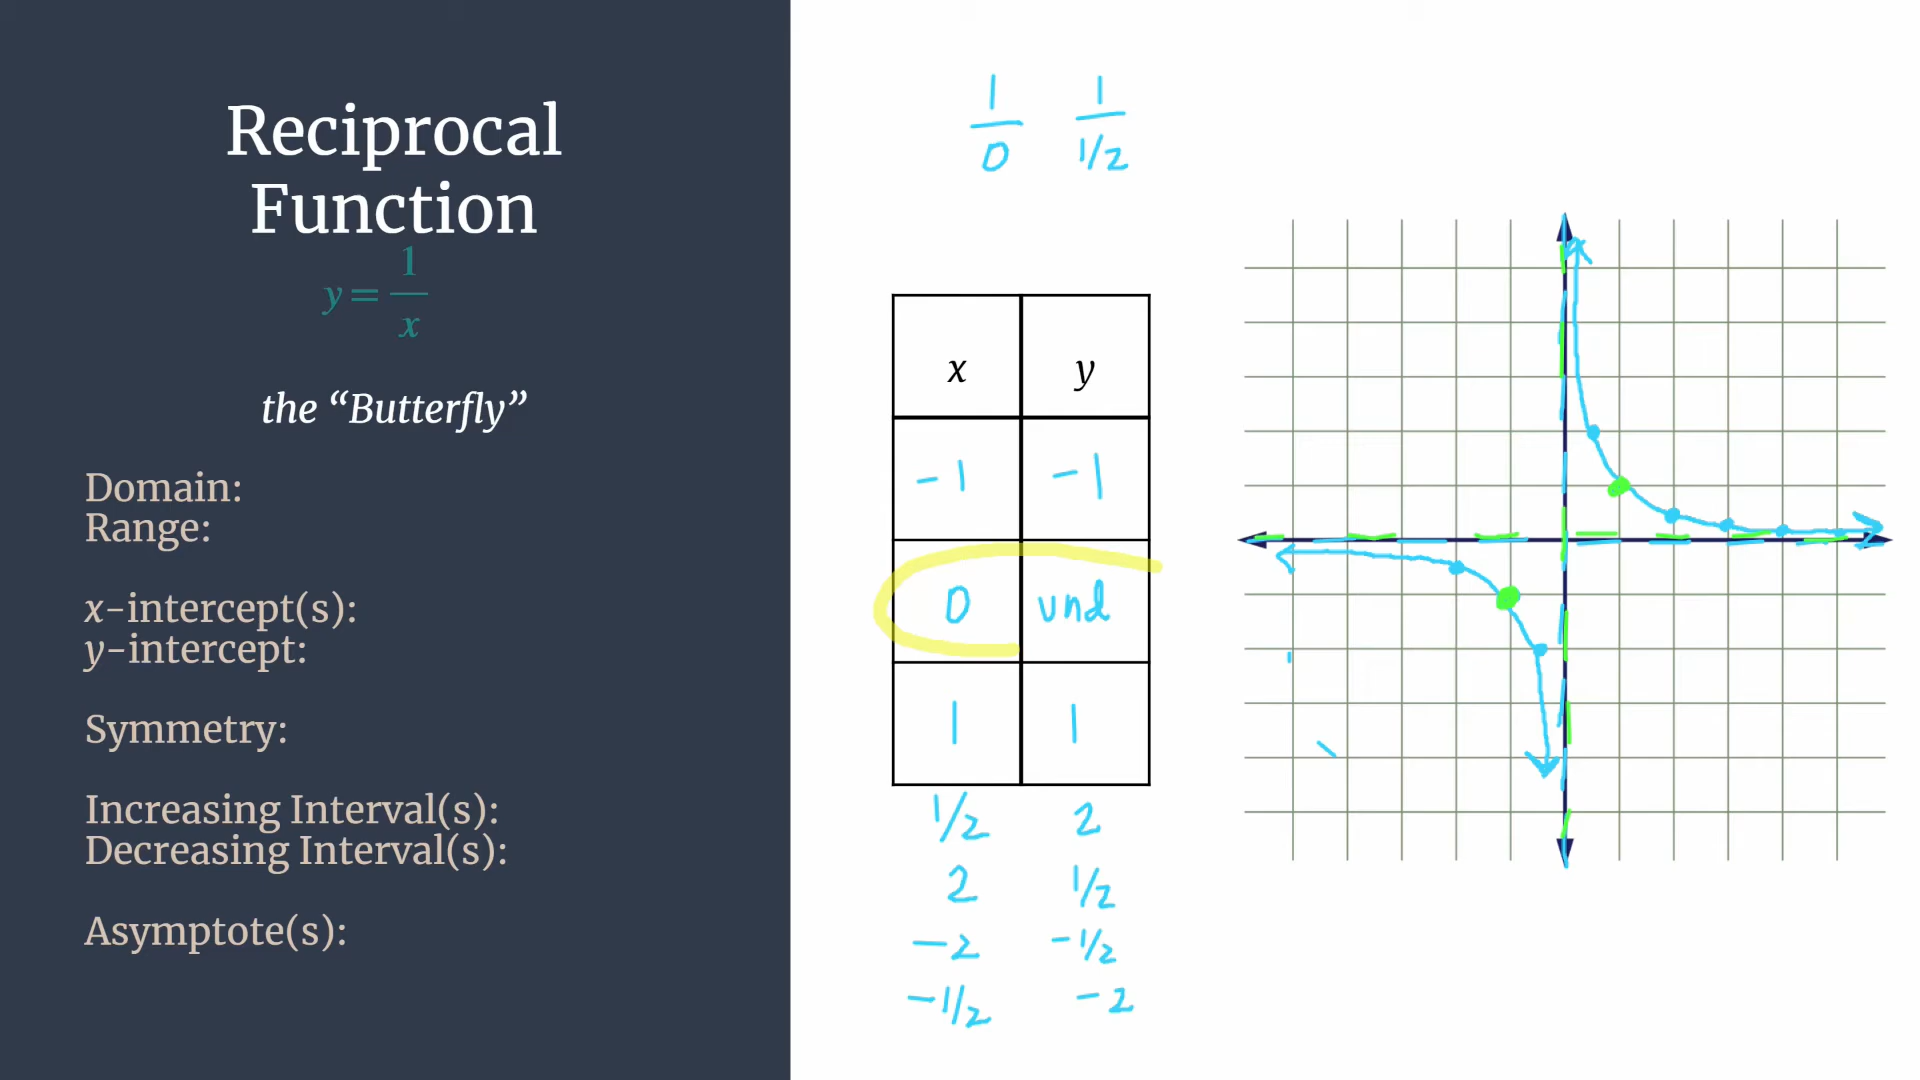 Reciprocal
Function
y = 1/x
the “Butterfly”
Domain:
Range:
x-intercept(s):
y-intercept:
Symmetry:
Increasing Interval(s):
Decreasing Interval(s):
Asymptote(s):
1/0 1/(1/2)
x y
-1 -1
0 und
1 1
1/2 2
2 1/2
-2 -1/2
-1/2 -2